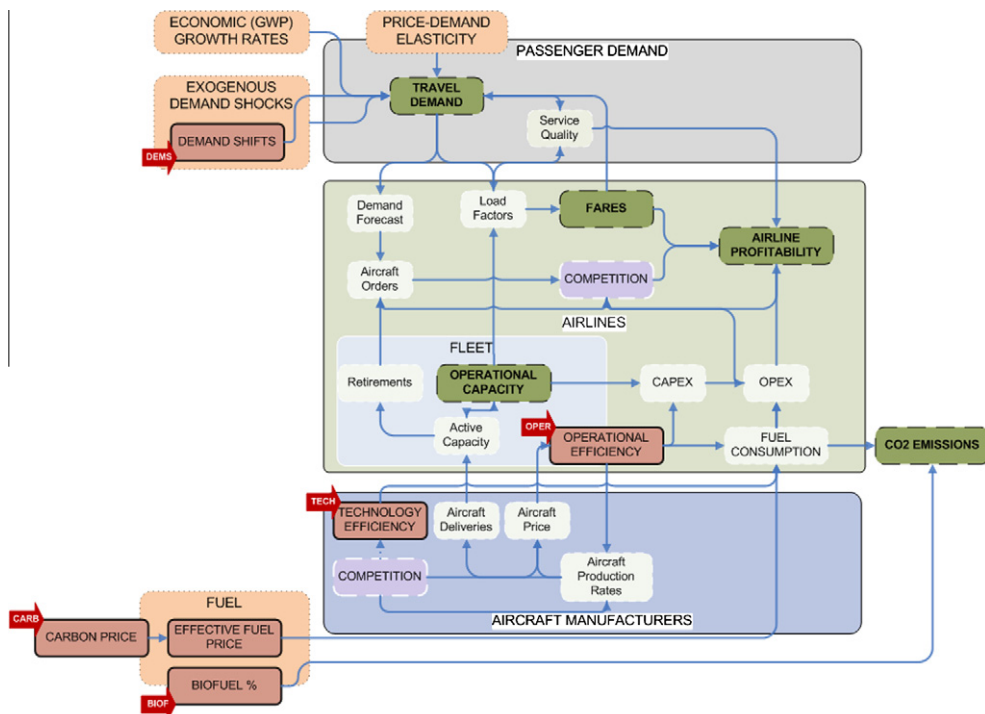 ECONOMIC (GWP)
GROWTH RATES
PRICE-DEMAND
ELASTICITY
PASSENGER DEMAND
EXOGENOUS
DEMAND SHOCKS
TRAVEL
DEMAND
Service
Quality
DEMAND SHIFTS
DEMS
Demand
Forecast
Load
Factors
FARES
AIRLINE
PROFITABILITY
Aircraft
Orders
COMPETITION
AIRLINES
FLEET
Retirements
OPERATIONAL
CAPACITY
CAPEX
OPEX
OPER
Active
Capacity
OPERATIONAL
EFFICIENCY
FUEL
CONSUMPTION
CO2 EMISSIONS
TECH
TECHNOLOGY
EFFICIENCY
Aircraft
Deliveries
Aircraft
Price
COMPETITION
Aircraft
Production
Rates
AIRCRAFT MANUFACTURERS
FUEL
CARB
CARBON PRICE
EFFECTIVE FUEL
PRICE
BIOFUEL %
BIOF